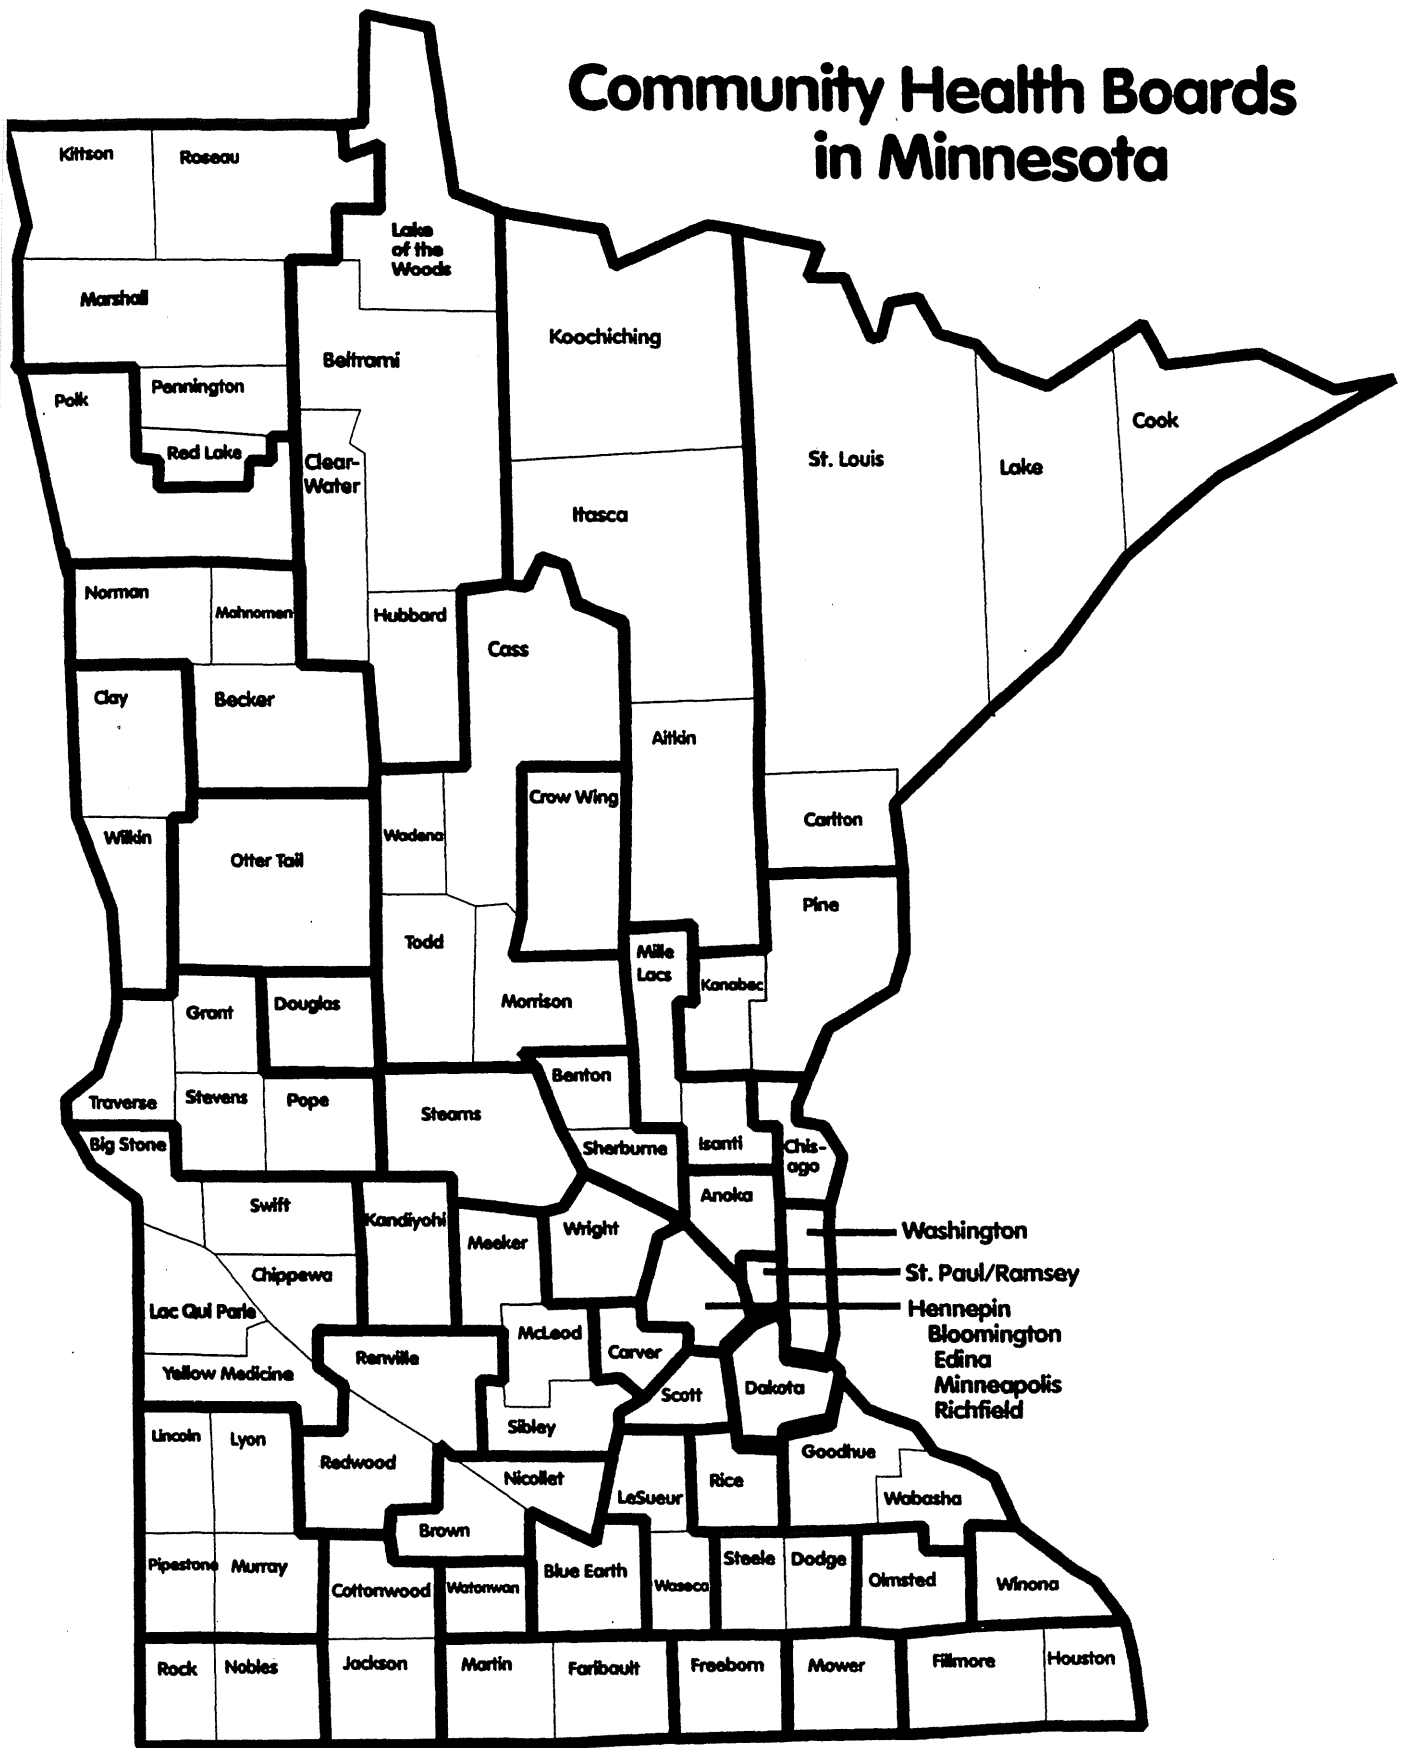 Community Health Boards
in Minnesota
Kittson
Roseau
Lake
of the
Woods
Marshall
Koochiching
Beltrami
Pennington
Polk
Cook
Red Lake
Clear-
Water
St. Louis
Lake
Itasca
Norman
Mahnomen
Hubbard
Cass
Clay
Becker
Aitkin
Crow Wing
Carlton
Wilkin
Wadena
Otter Tail
Pine
Todd
Mille
Lacs
Kanabec
Morrison
Grant
Douglas
Benton
Traverse
Stevens
Pope
Stearns
Big Stone
Sherburne
Isanti
Chis-
ago
Anoka
Swift
Kandiyohi
Wright
Meeker
Washington
Chippewa
St. Paul/Ramsey
Lac Qui Parle
Hennepin
Bloomington
Edina
Minneapolis
Richfield
McLeod
Carver
Renville
Yellow Medicine
Scott
Dakota
Sibley
Lincoln
Lyon
Goodhue
Redwood
Nicollet
Rice
LeSueur
Wabasha
Brown
Pipestone
Murray
Cottonwood
Watonwan
Blue Earth
Waseca
Steele
Dodge
Olmsted
Winona
Rock
Nobles
Jackson
Martin
Faribault
Freeborn
Mower
Fillmore
Houston